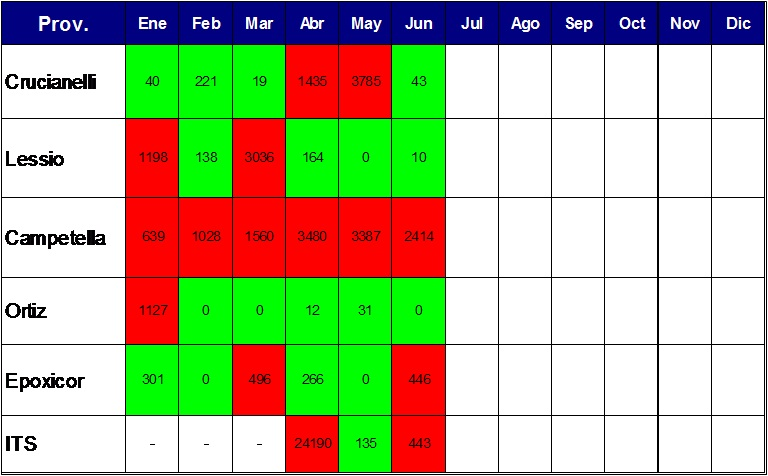 Prov. Ene Feb Mar Abr May Jun Jul Ago Sep Oct Nov Dic
Crucianelli 40 221 19 1435 3785 43
Lessio 1198 138 3036 164 0 10
Campetella 639 1028 1560 3480 3387 2414
Ortiz 1127 0 0 12 31 0
Epoxicor 301 0 496 266 0 446
ITS - - - 24190 135 443